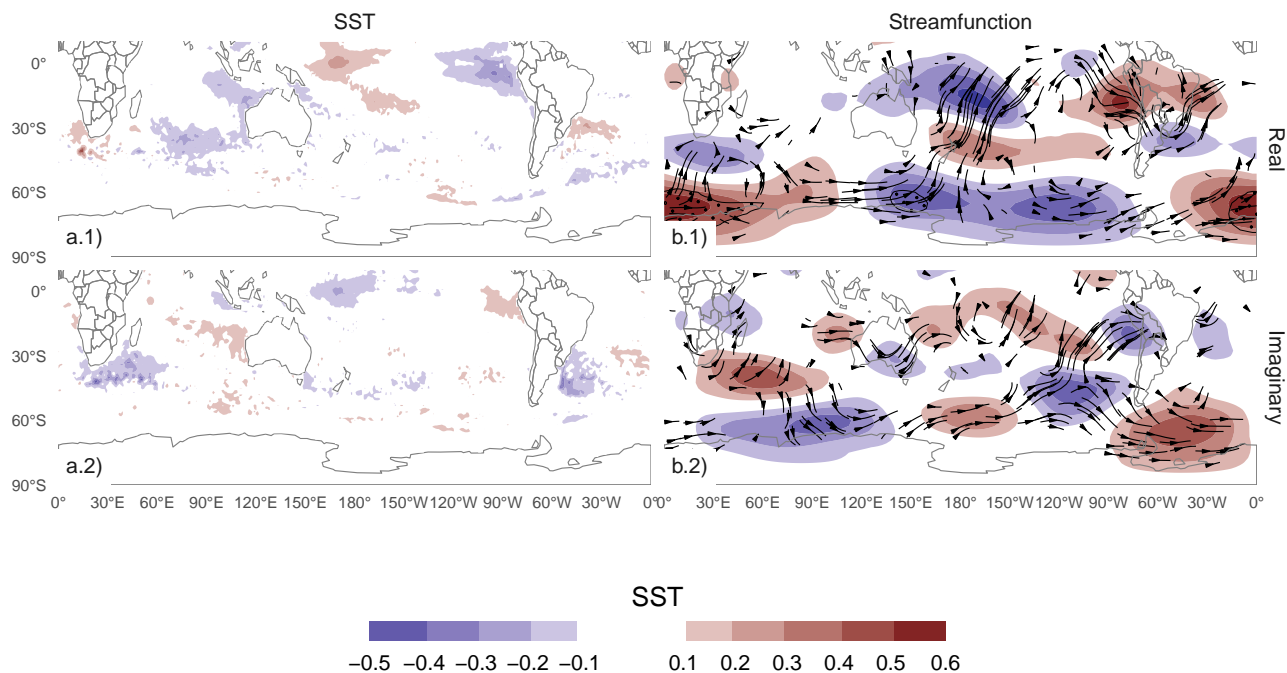 SST
Streamfunction
0°
30°S
60°S
90°S
a.1)
b.1)
Real
0°
30°S
60°S
90°S
a.2)
b.2)
Imaginary
0° 30°E 60°E 90°E 120°E 150°E 180° 150°W 120°W 90°W 60°W 30°W 0°
30°E 60°E 90°E 120°E 150°E 180° 150°W 120°W 90°W 60°W 30°W 0°
SST
−0.5 −0.4 −0.3 −0.2 −0.1 0.1 0.2 0.3 0.4 0.5 0.6